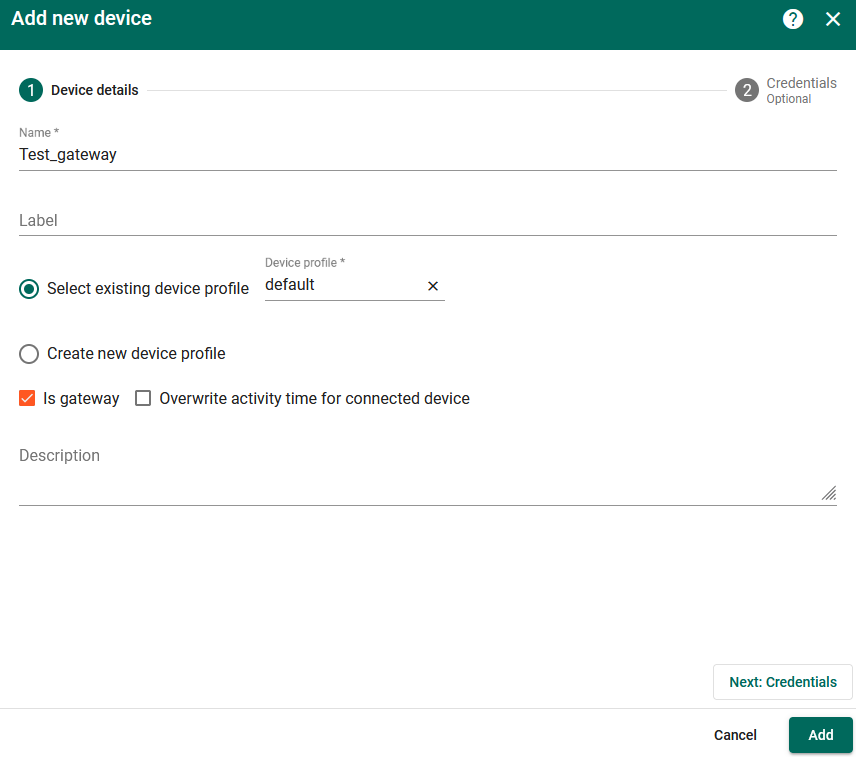 Add new device
?
1 Device details
2 Credentials
Optional
Name *
Test_gateway
Label
Device profile *
Select existing device profile default
Create new device profile
Is gateway Overwrite activity time for connected device
Description
Next: Credentials
Cancel Add